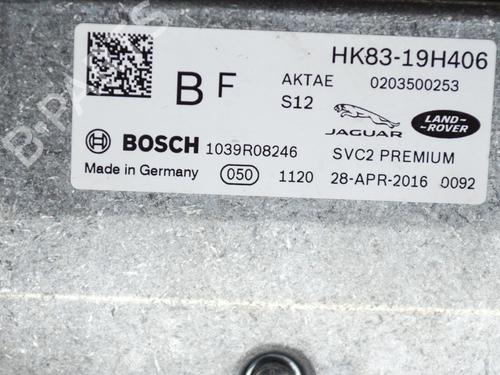 HK83-19H406
B F AKTAE 0203500253
S12 JAGUAR LAND-ROVER
BOSCH 1039R08246 SVC2 PREMIUM
Made in Germany 050 1120 28-APR-2016 0092
B-PARTS